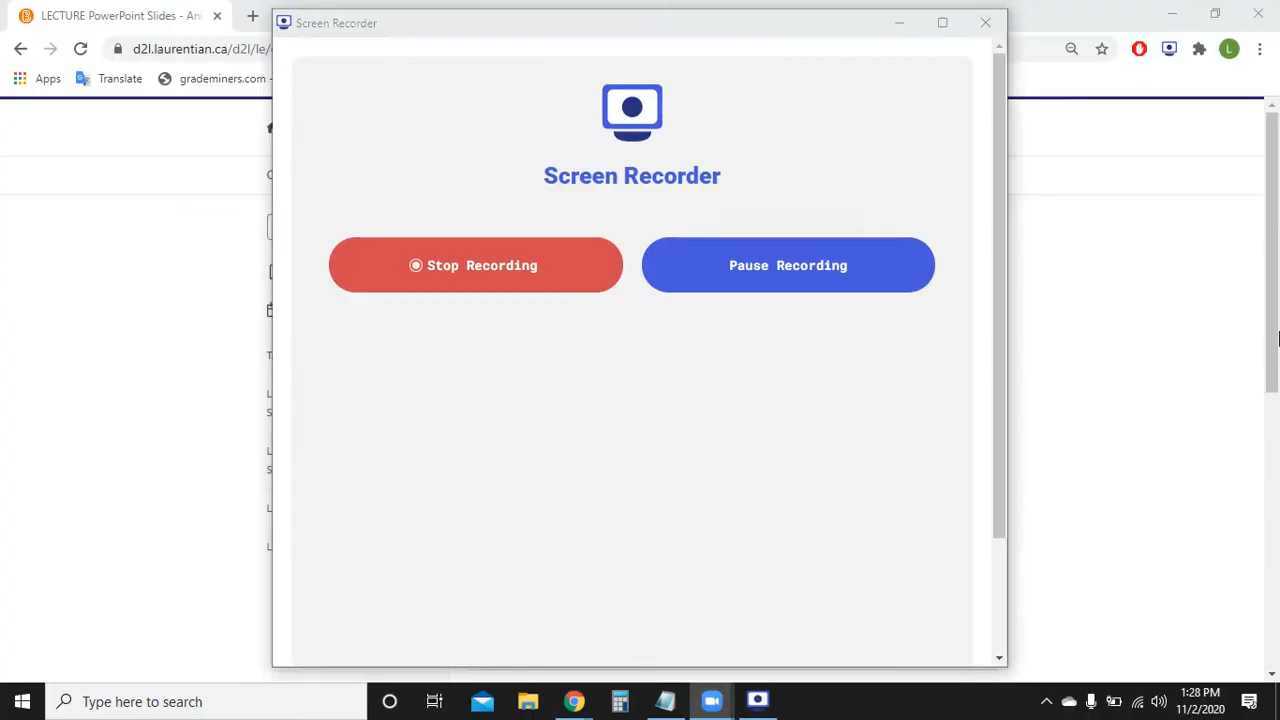 LECTURE PowerPoint Slides - Ani
Screen Recorder
d2l.laurentian.ca/d2l/le/
L
Apps
Translate
grademiners.com -
Screen Recorder
Stop Recording
Pause Recording
Type here to search
1:28 PM
11/2/2020